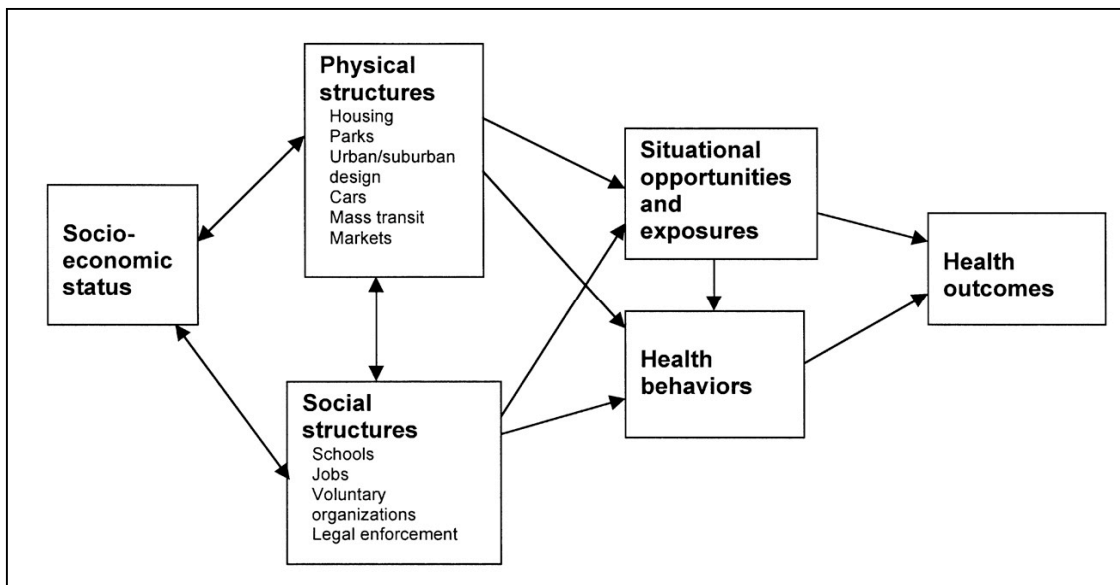 Socio-
economic
status
Physical
structures
Housing
Parks
Urban/suburban
design
Cars
Mass transit
Markets
Social
structures
Schools
Jobs
Voluntary
organizations
Legal enforcement
Situational
opportunities
and
exposures
Health
behaviors
Health
outcomes